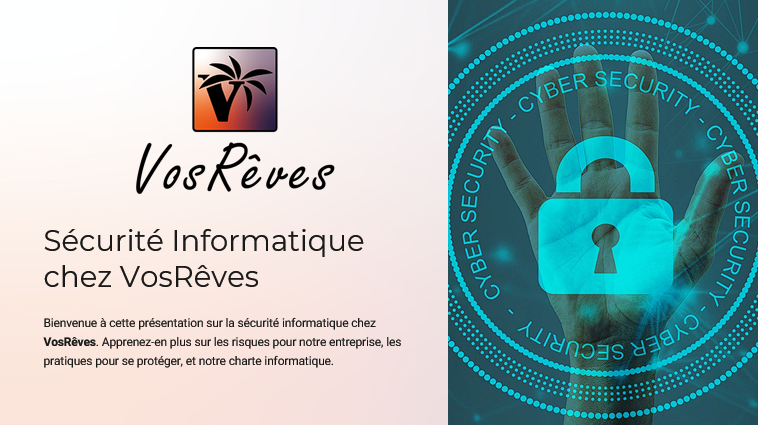 VosRêves
Sécurité Informatique
chez VosRêves
Bienvenue à cette présentation sur la sécurité informatique chez
VosRêves. Apprenez-en plus sur les risques pour notre entreprise, les
pratiques pour se protéger, et notre charte informatique.
CYBER SECURITY - CYBER SECURITY - CYBER SECURITY - CYBER SECURITY -